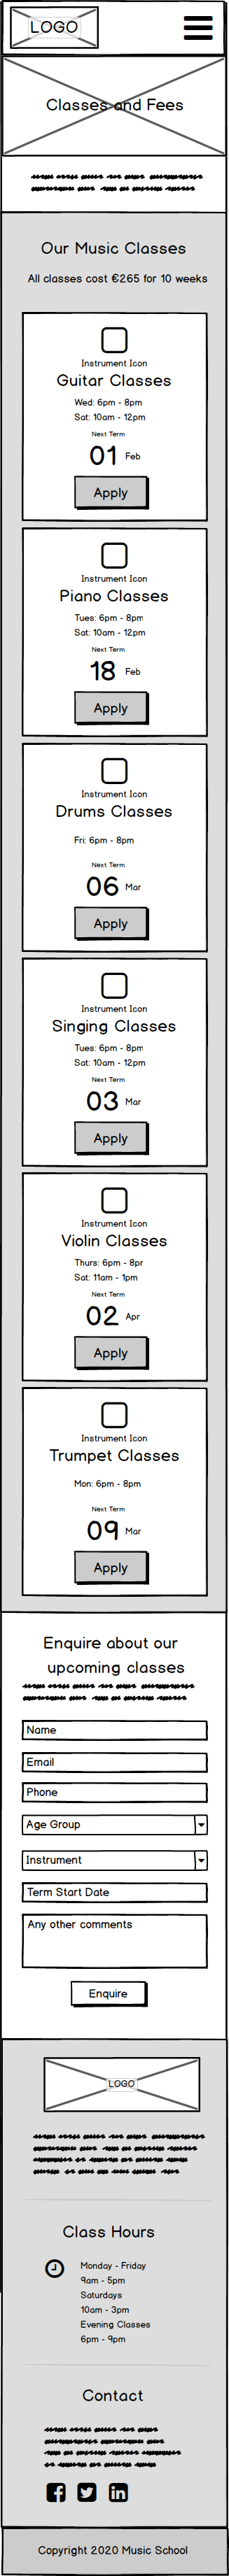 LOGO
Classes and Fees
Our Music Classes
All classes cost €265 for 10 weeks
Instrument Icon
Guitar Classes
Wed: 6pm - 8pm
Sat: 10am - 12pm
Next Term
01 Feb
Apply
Instrument Icon
Piano Classes
Tues: 6pm - 8pm
Sat: 10am - 12pm
Next Term
18 Feb
Apply
Instrument Icon
Drums Classes
Fri: 6pm - 8pm
Next Term
06 Mar
Apply
Instrument Icon
Singing Classes
Tues: 6pm - 8pm
Sat: 10am - 12pm
Next Term
03 Mar
Apply
Instrument Icon
Violin Classes
Thurs: 6pm - 8pr
Sat: 11am - 1pm
Next Term
02 Apr
Apply
Instrument Icon
Trumpet Classes
Mon: 6pm - 8pm
Next Term
09 Mar
Apply
Enquire about our
upcoming classes
Name
Email
Phone
Age Group
Instrument
Term Start Date
Any other comments
Enquire
LOGO
Class Hours
Monday - Friday
9am - 5pm
Saturdays
10am - 3pm
Evening Classes
6pm - 9pm
Contact
Copyright 2020 Music School